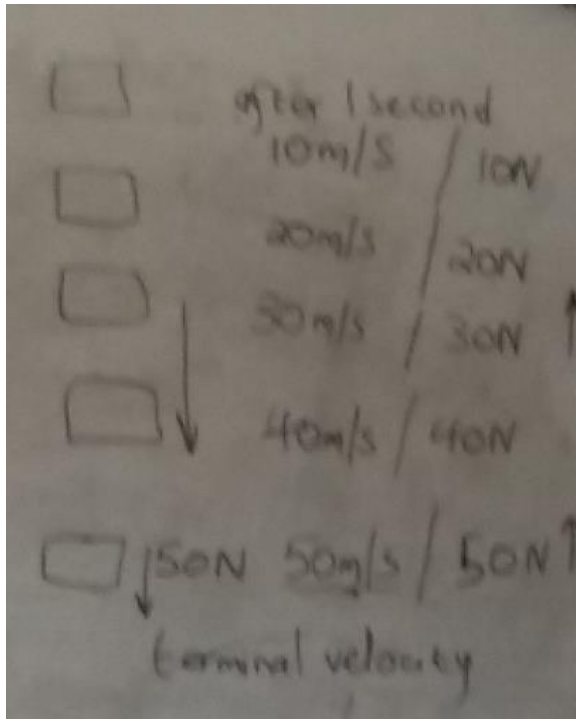 after 1 second
10m/s / 10N
20m/s / 20N
30m/s / 30N
40m/s / 40N
50N 50m/s / 50N
terminal velocity